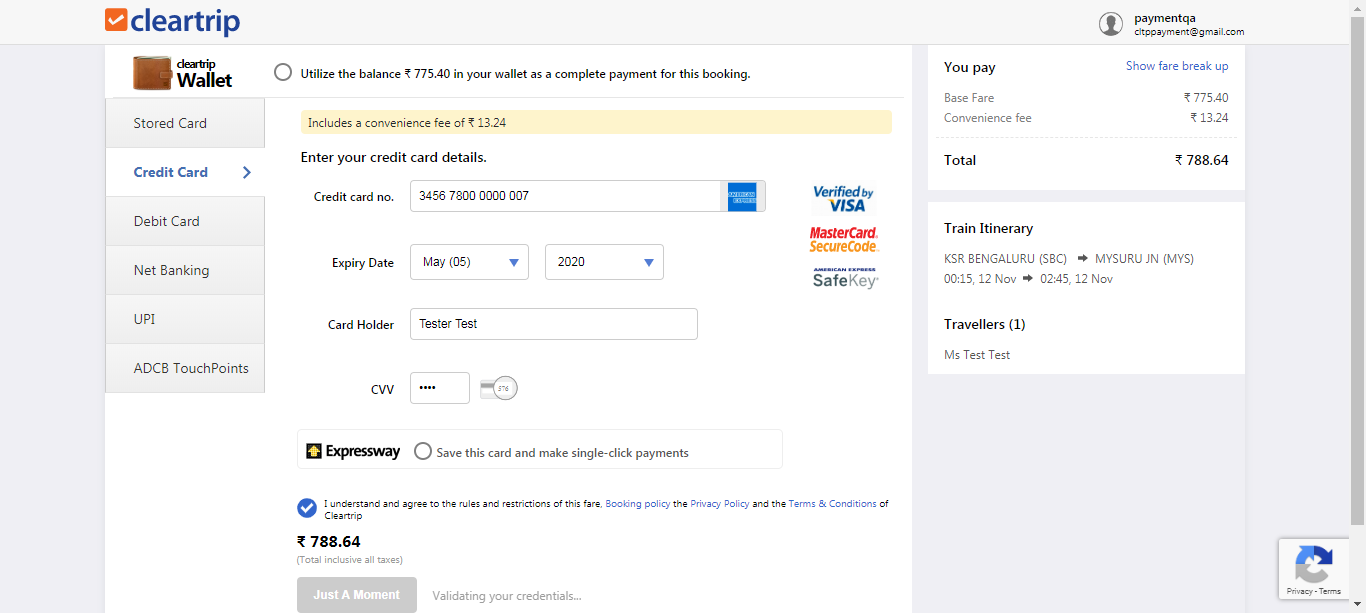 cleartrip
paymentqa
cltppayment@gmail.com
cleartrip
Wallet
Utilize the balance ₹ 775.40 in your wallet as a complete payment for this booking.
Stored Card
Credit Card
Debit Card
Net Banking
UPI
ADCB TouchPoints
Includes a convenience fee of ₹ 13.24
Enter your credit card details.
Credit card no.
3456 7800 0000 007
AMERICAN
EXPRESS
Expiry Date
May (05)
2020
Card Holder
Tester Test
CVV
••••
376
Verified by
VISA
MasterCard.
SecureCode.
AMERICAN EXPRESS
SafeKey
Expressway
Save this card and make single-click payments
I understand and agree to the rules and restrictions of this fare, Booking policy the Privacy Policy and the Terms & Conditions of
Cleartrip
₹ 788.64
(Total inclusive all taxes)
Just A Moment
Validating your credentials...
You pay
Show fare break up
Base Fare
₹ 775.40
Convenience fee
₹ 13.24
Total
₹ 788.64
Train Itinerary
KSR BENGALURU (SBC) ➡ MYSURU JN (MYS)
00:15, 12 Nov ➡ 02:45, 12 Nov
Travellers (1)
Ms Test Test
Privacy - Terms